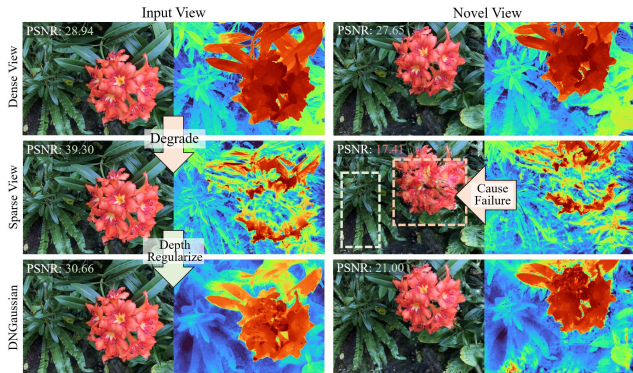 Input View
Novel View
Dense View
PSNR: 28.94
PSNR: 27.65
Degrade
Sparse View
PSNR: 39.30
PSNR: 17.41
Cause
Failure
Depth
Regularize
DNGaussian
PSNR: 30.66
PSNR: 21.00